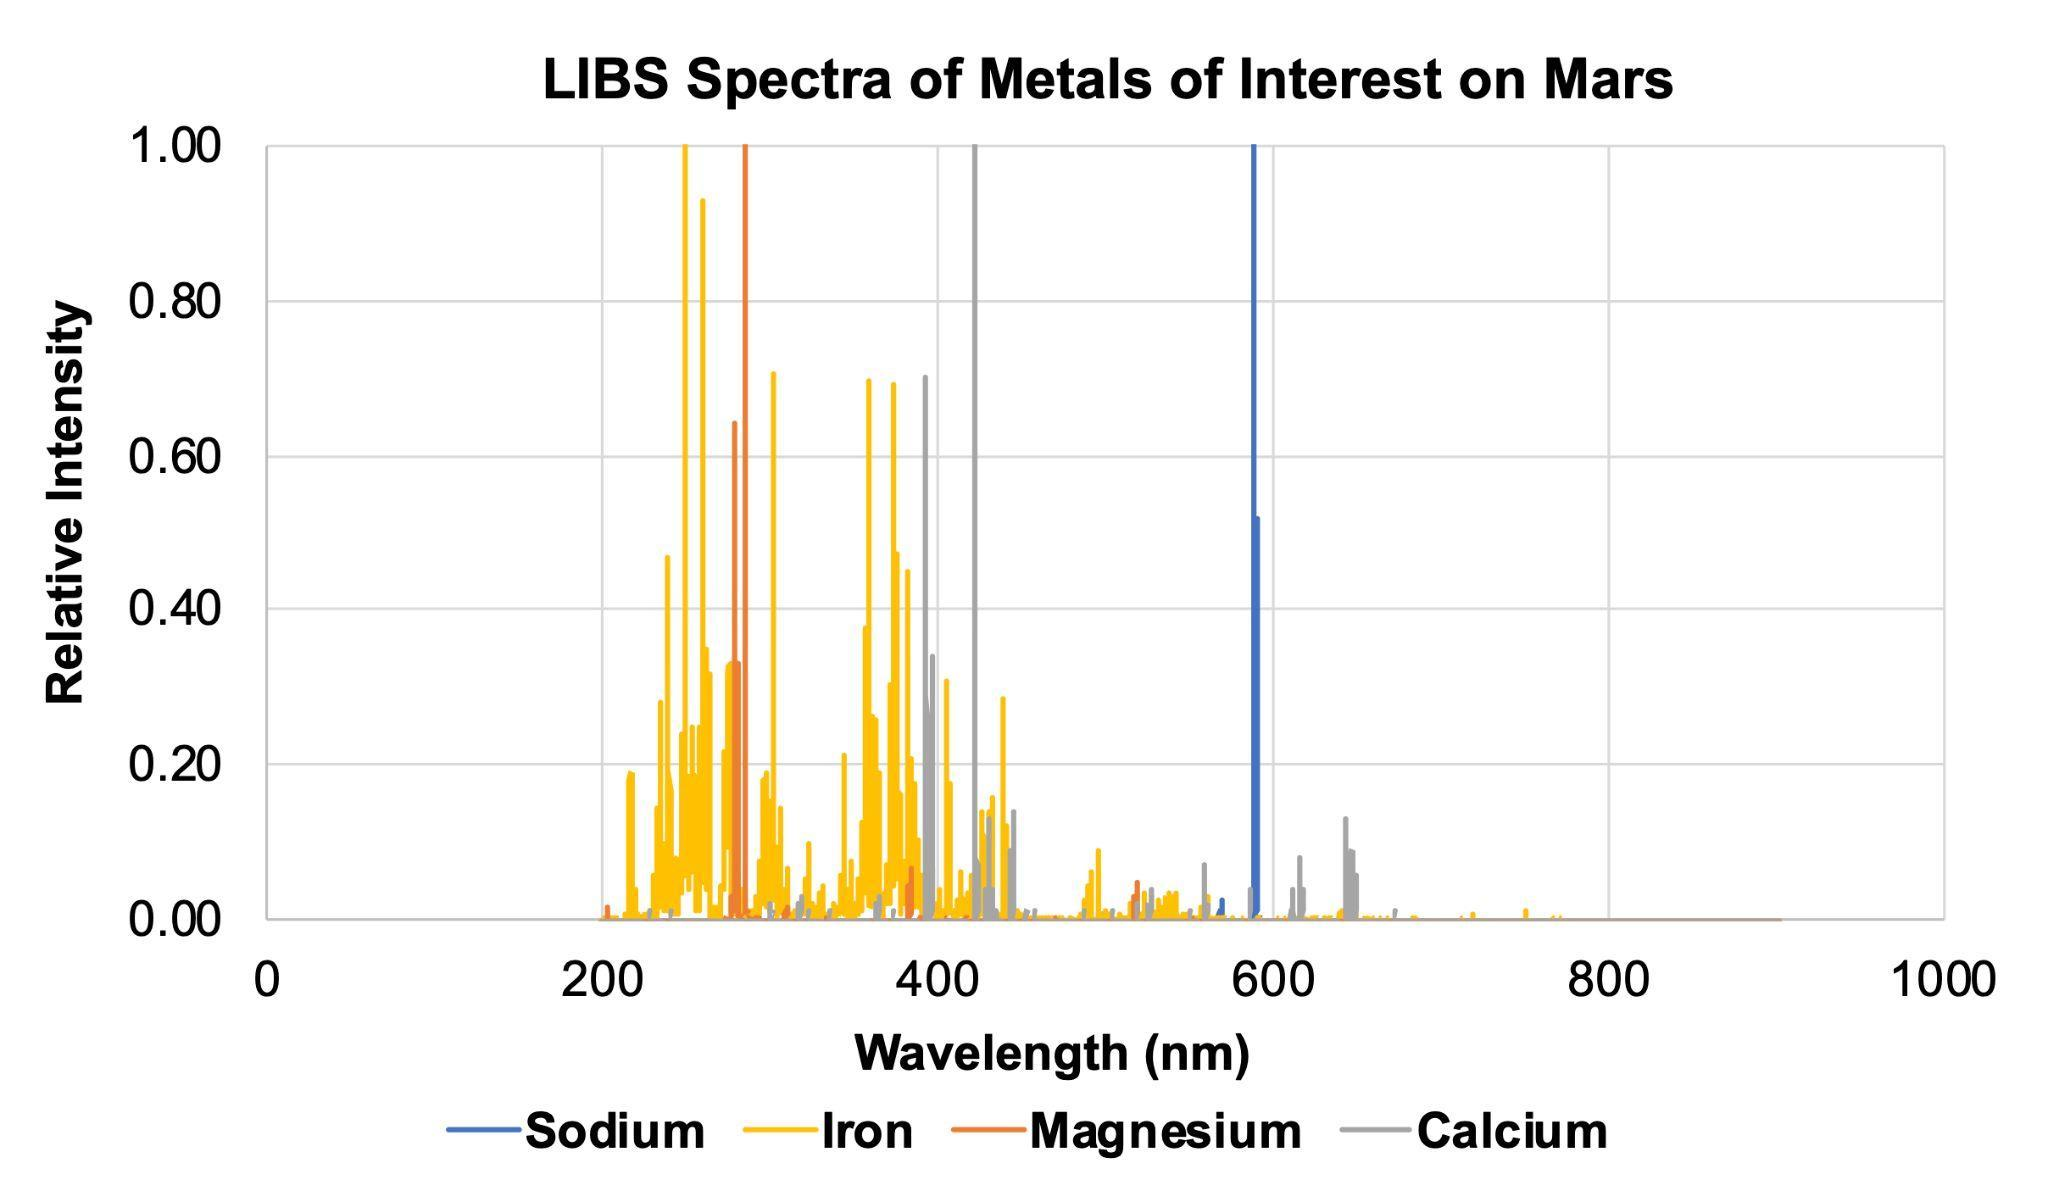 LIBS Spectra of Metals of Interest on Mars
1.00
0.80
0.60
0.40
0.20
0.00
Relative Intensity
0 200 400 600 800 1000
Wavelength (nm)
Sodium Iron Magnesium Calcium